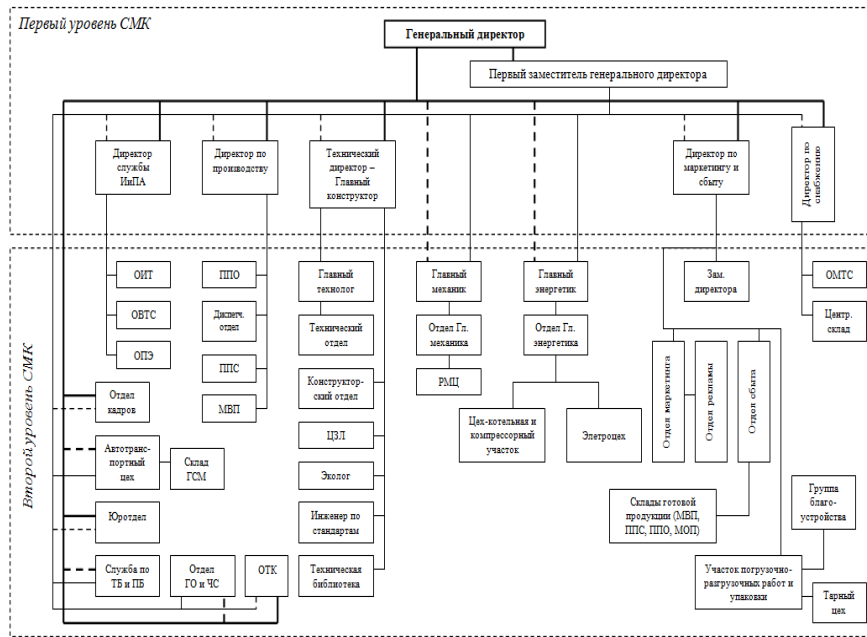 Первый уровень СМК
Генеральный директор
Первый заместитель генерального директора
Директор
службы
ИиПА
Директор по
производству
Технический
директор –
Главный
конструктор
Директор по
маркетингу и
сбыту
Директор по
снабжению
Второй уровень СМК
ОИТ
ППО
Главный
технолог
Главный
механик
Главный
энергетик
Зам.
директора
ОМТС
ОВТС
Диспетч.
отдел
Технический
отдел
Отдел Гл.
механика
Отдел Гл.
энергетика
Центр.
склад
ОПЭ
ППС
Конструктор-
ский отдел
РМЦ
Отдел маркетинга
Отдел рекламы
Отдел сбыта
Отдел
кадров
МВП
Цех-котельная и
компрессорный
участок
Элетроцех
Автотранс-
портный
цех
Склад
ГСМ
ЦЗЛ
Эколог
Юротдел
Инженер по
стандартам
Склады готовой
продукции (МВП,
ППС, ППО, МОП)
Группа
благо-
устройства
Служба по
ТБ и ПБ
Отдел
ГО и ЧС
ОТК
Техническая
библиотека
Участок погрузочно-
разгрузочных работ и
упаковки
Тарный
цех